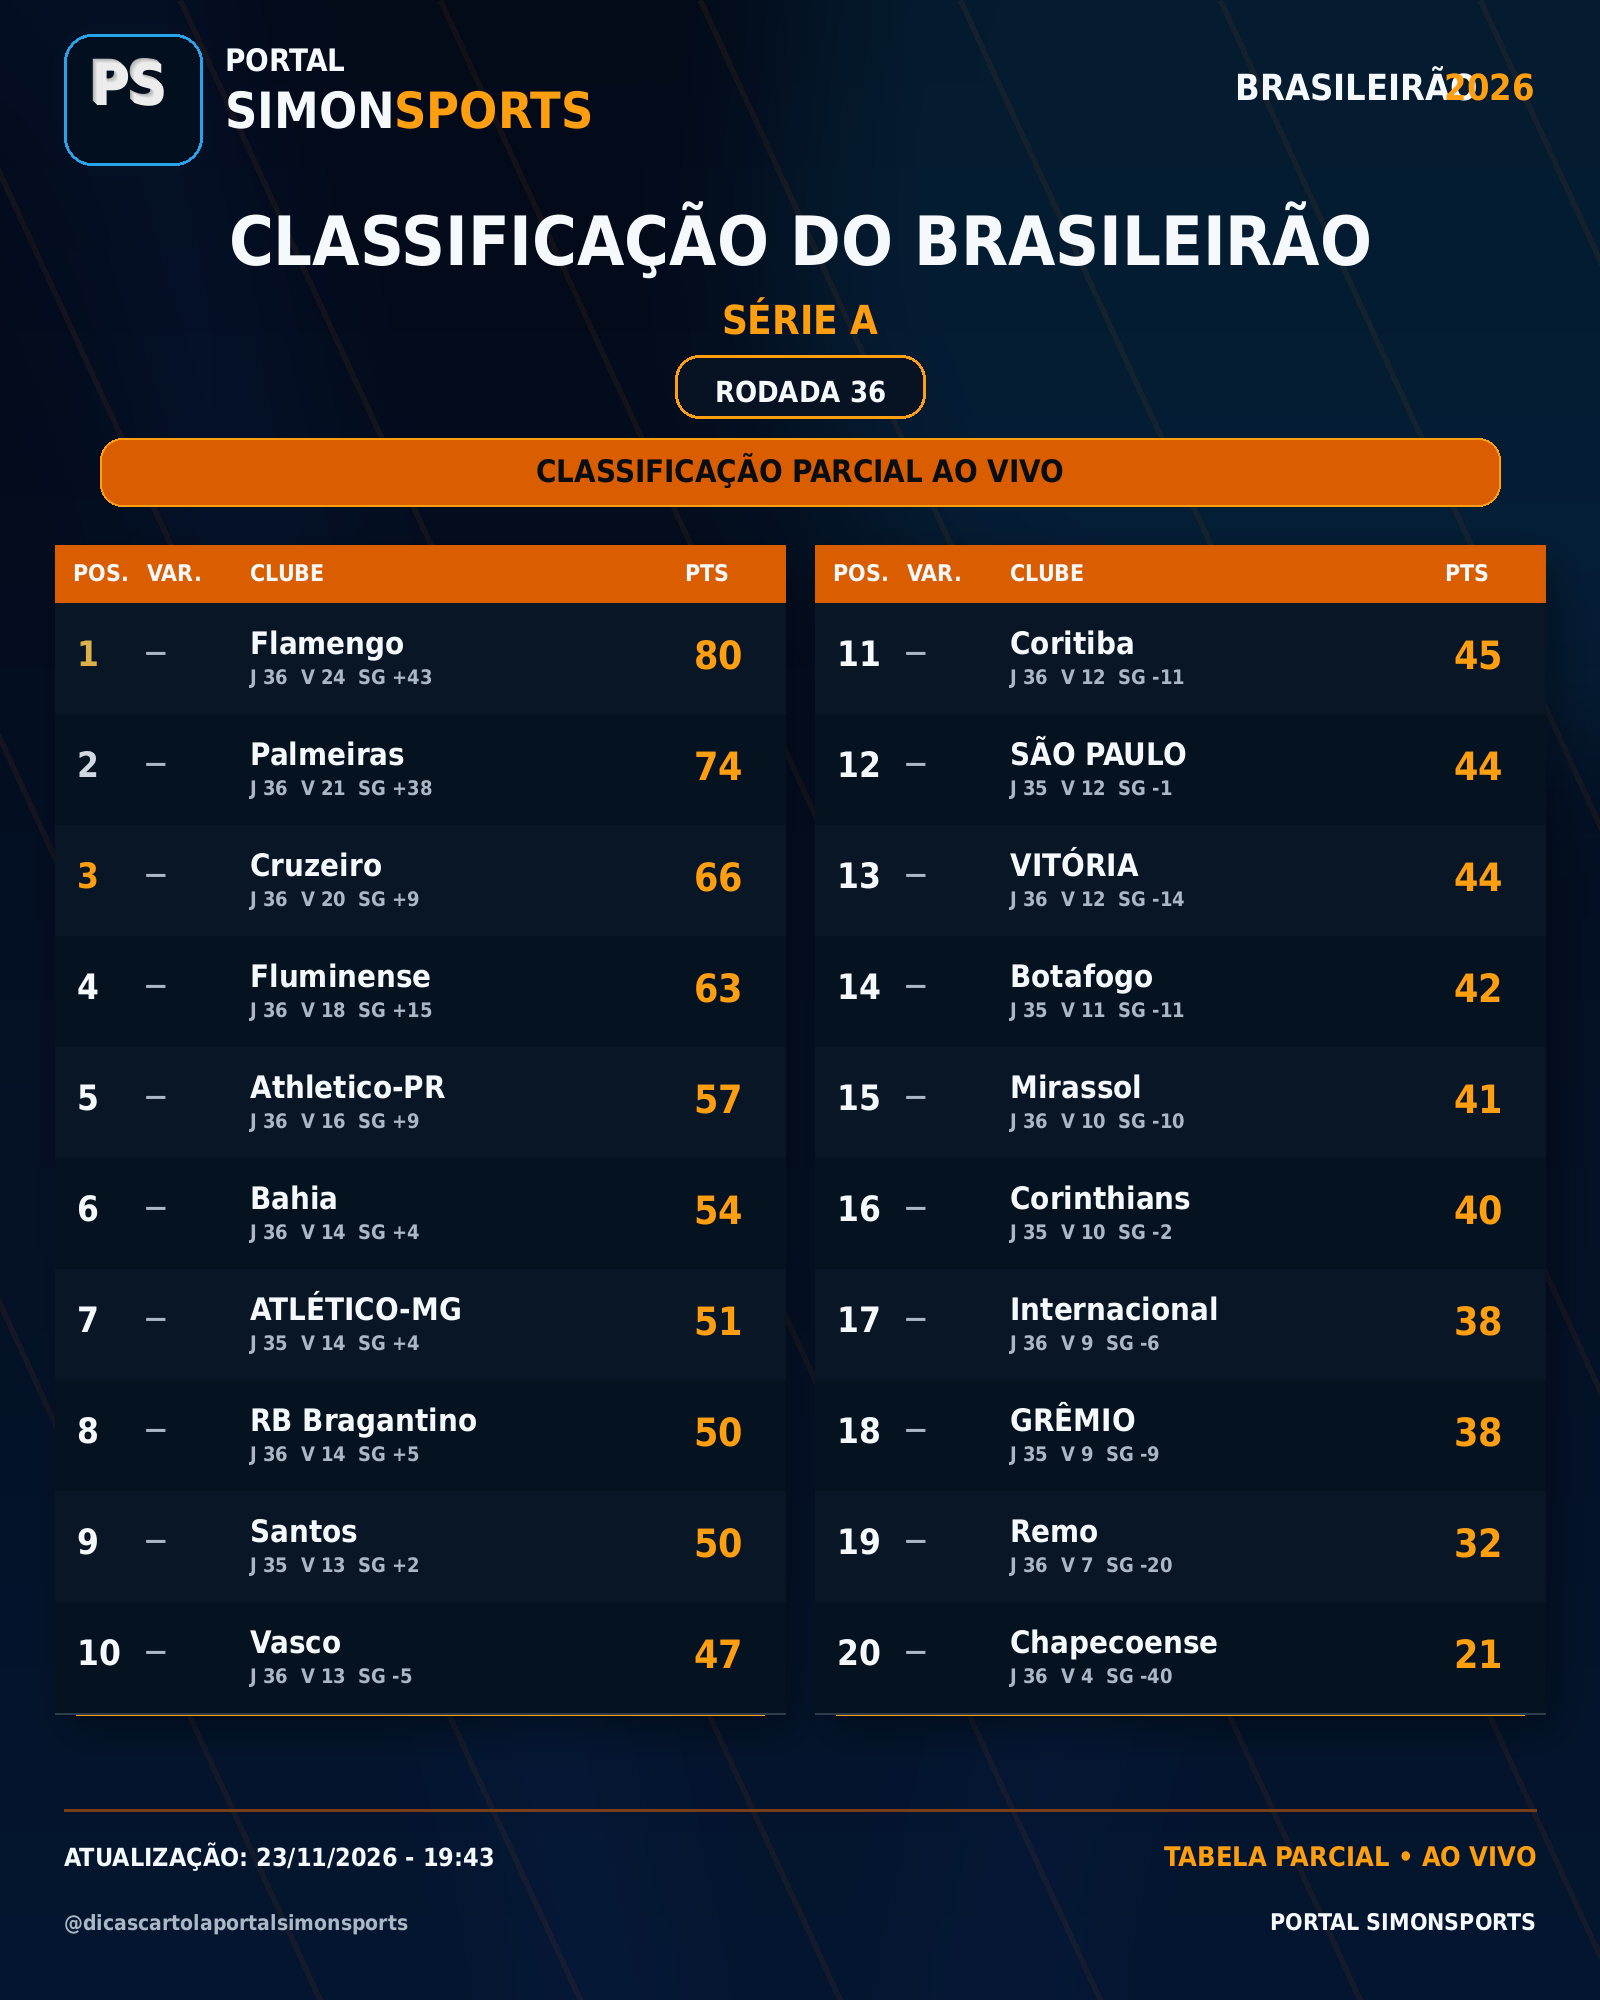 PS
PORTAL
SIMONSPORTS
BRASILEIRÃO 2026
CLASSIFICAÇÃO DO BRASILEIRÃO
SÉRIE A
RODADA 36
CLASSIFICAÇÃO PARCIAL AO VIVO
POS. VAR. CLUBE PTS
1 — Flamengo 80
J 36 V 24 SG +43
2 — Palmeiras 74
J 36 V 21 SG +38
3 — Cruzeiro 66
J 36 V 20 SG +9
4 — Fluminense 63
J 36 V 18 SG +15
5 — Athletico-PR 57
J 36 V 16 SG +9
6 — Bahia 54
J 36 V 14 SG +4
7 — ATLÉTICO-MG 51
J 35 V 14 SG +4
8 — RB Bragantino 50
J 36 V 14 SG +5
9 — Santos 50
J 35 V 13 SG +2
10 — Vasco 47
J 36 V 13 SG -5
POS. VAR. CLUBE PTS
11 — Coritiba 45
J 36 V 12 SG -11
12 — SÃO PAULO 44
J 35 V 12 SG -1
13 — VITÓRIA 44
J 36 V 12 SG -14
14 — Botafogo 42
J 35 V 11 SG -11
15 — Mirassol 41
J 36 V 10 SG -10
16 — Corinthians 40
J 35 V 10 SG -2
17 — Internacional 38
J 36 V 9 SG -6
18 — GRÊMIO 38
J 35 V 9 SG -9
19 — Remo 32
J 36 V 7 SG -20
20 — Chapecoense 21
J 36 V 4 SG -40
ATUALIZAÇÃO: 23/11/2026 - 19:43
TABELA PARCIAL • AO VIVO
@dicascartolaportalsimonsports
PORTAL SIMONSPORTS